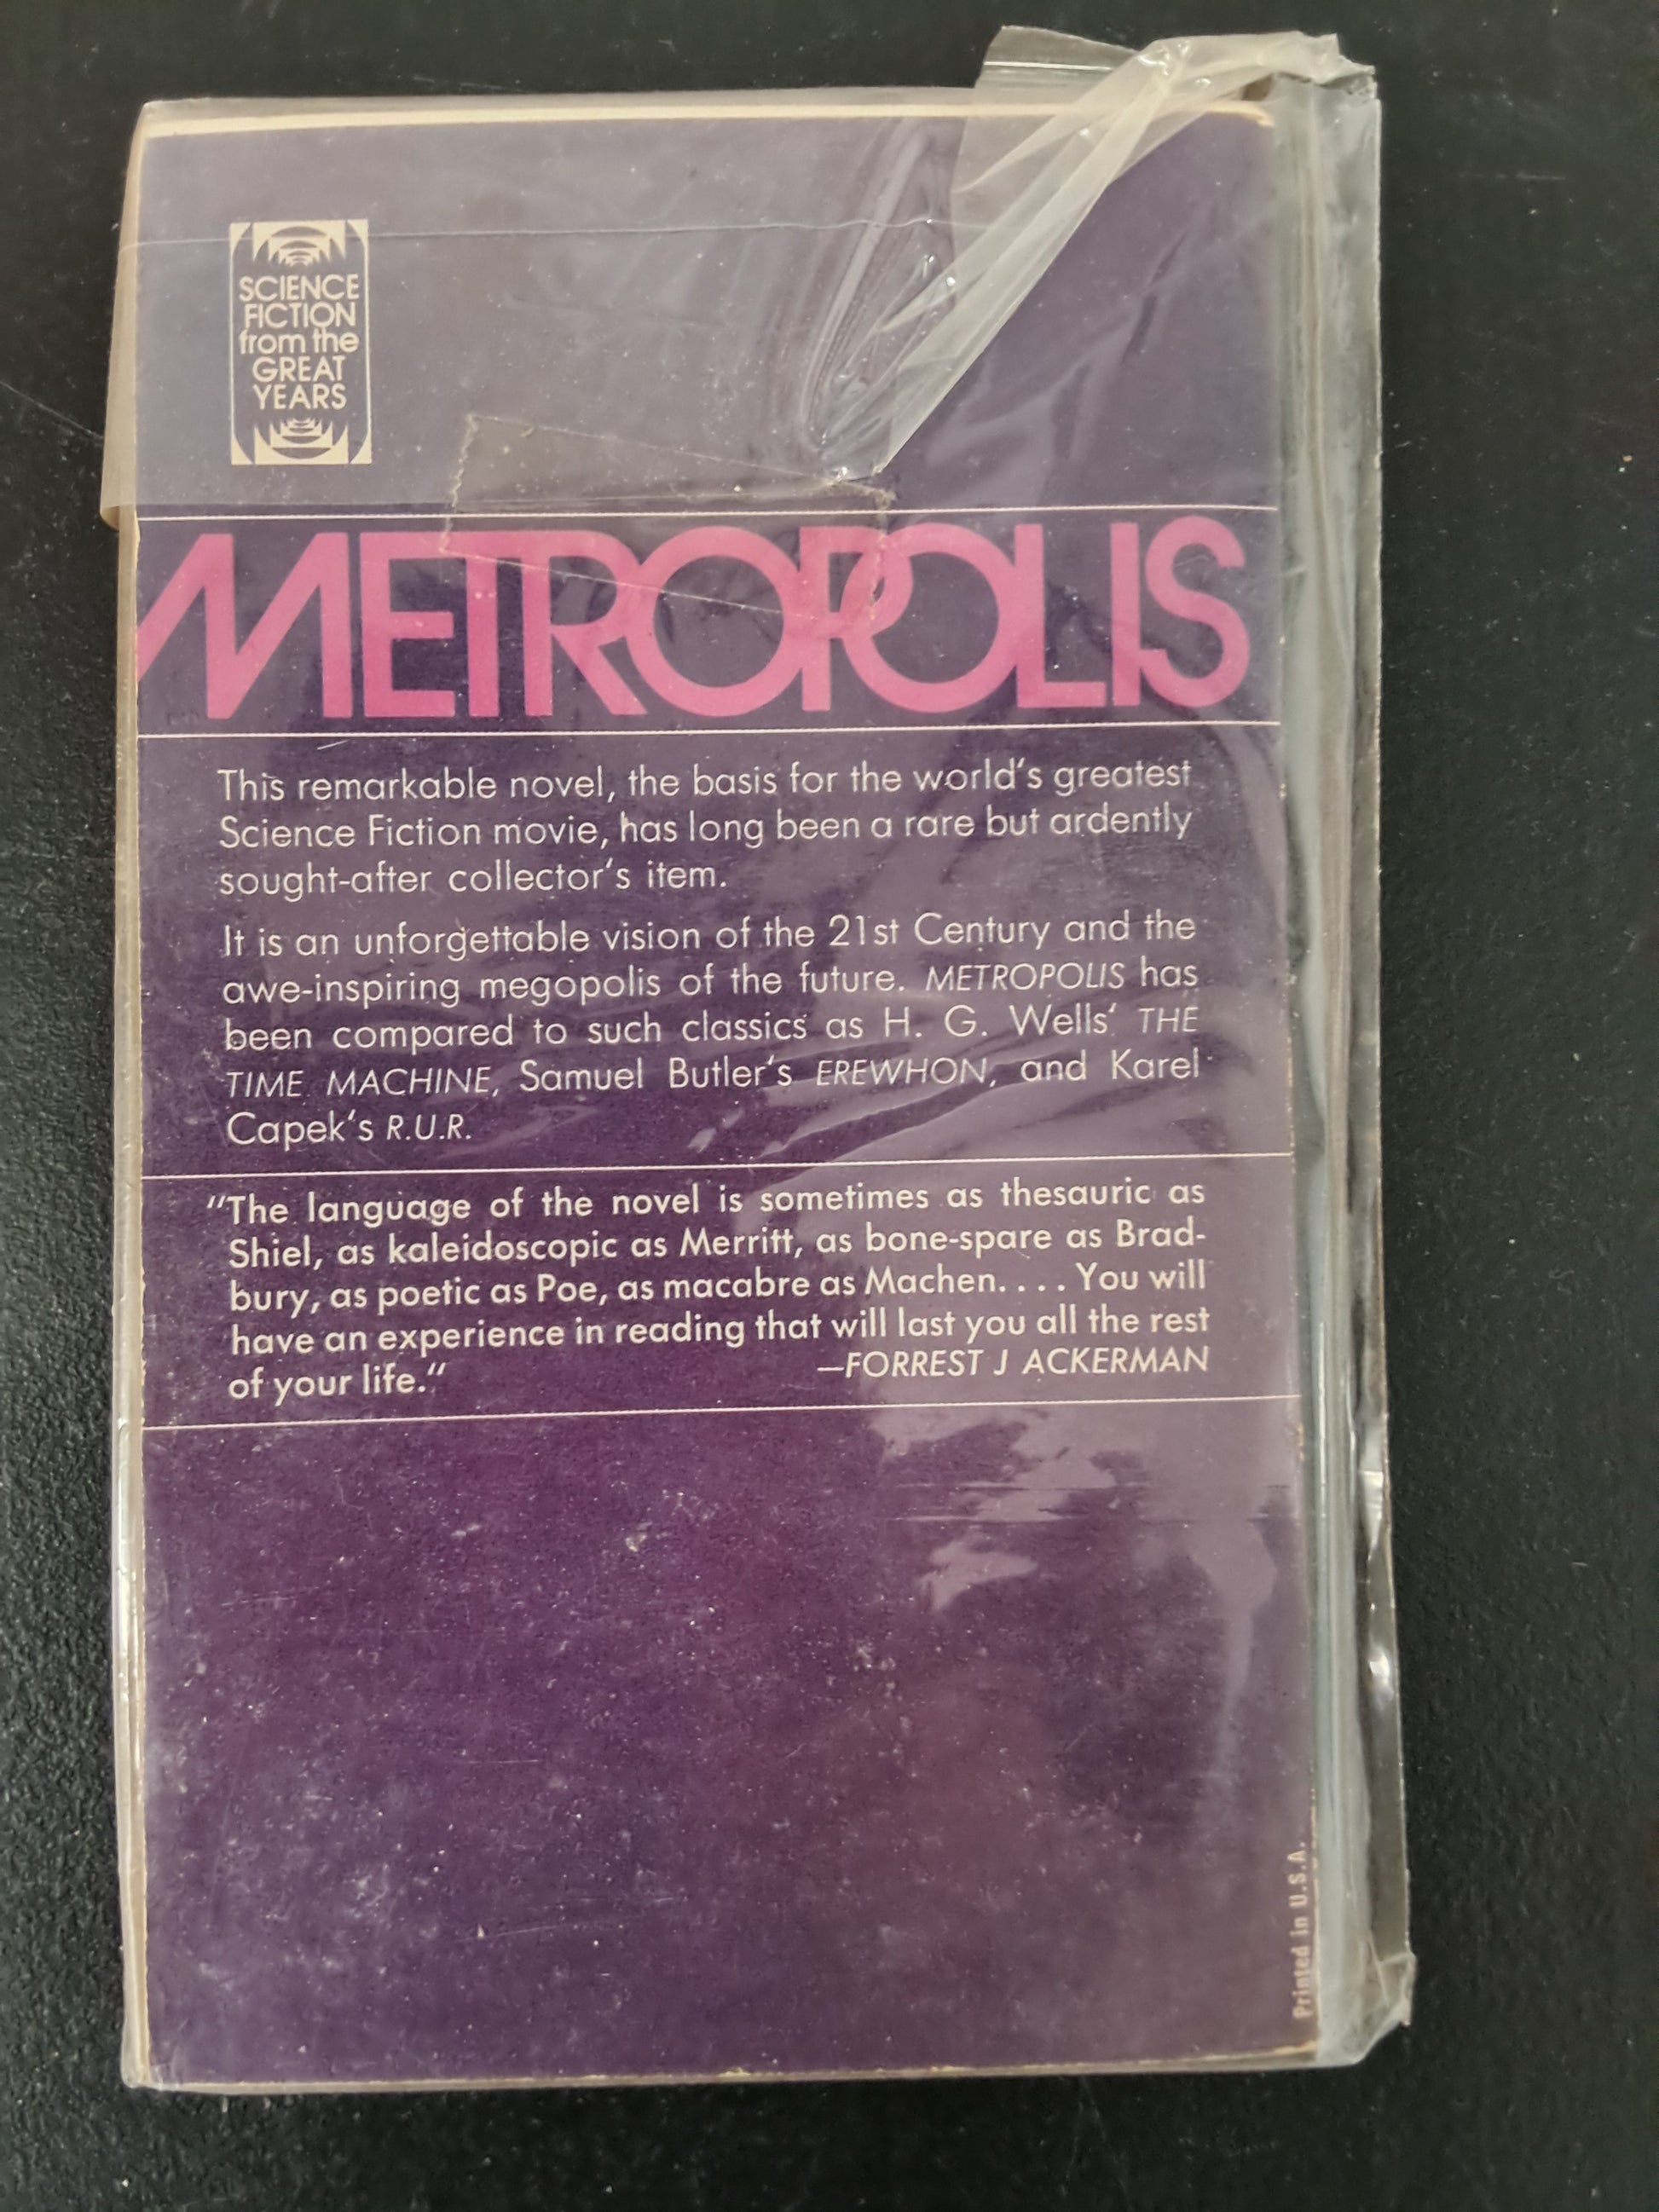 SCIENCE
FICTION
from the
GREAT
YEARS
METROPOLIS
This remarkable novel, the basis for the world's greatest
Science Fiction movie, has long been a rare but ardently
sought-after collector's item.
It is an unforgettable vision of the 21st Century and the
awe-inspiring megopolis of the future. METROPOLIS has
been compared to such classics as H. G. Wells' THE
TIME MACHINE, Samuel Butler's EREWHON, and Karel
Capek's R.U.R.
"The language of the novel is sometimes as thesauric as
Shiel, as kaleidoscopic as Merritt, as bone-spare as Brad-
bury, as poetic as Poe, as macabre as Machen. . . . You will
have an experience in reading that will last you all the rest
of your life." —FORREST J ACKERMAN
Printed in U.S.A.